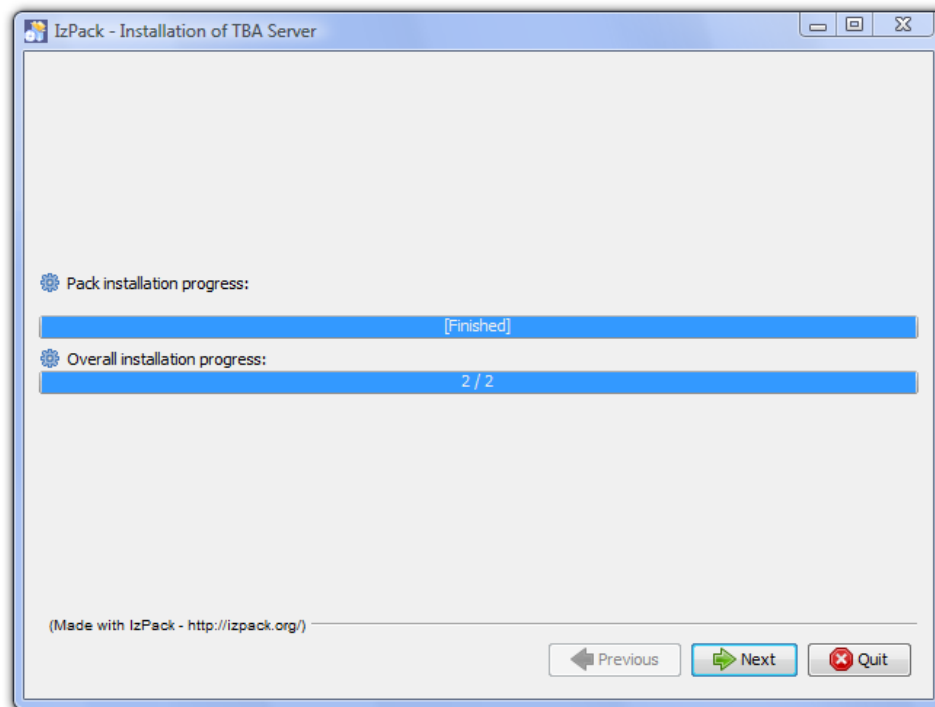 IzPack - Installation of TBA Server
Pack installation progress:
[Finished]
Overall installation progress:
2 / 2
(Made with IzPack - http://izpack.org/)
Previous Next Quit